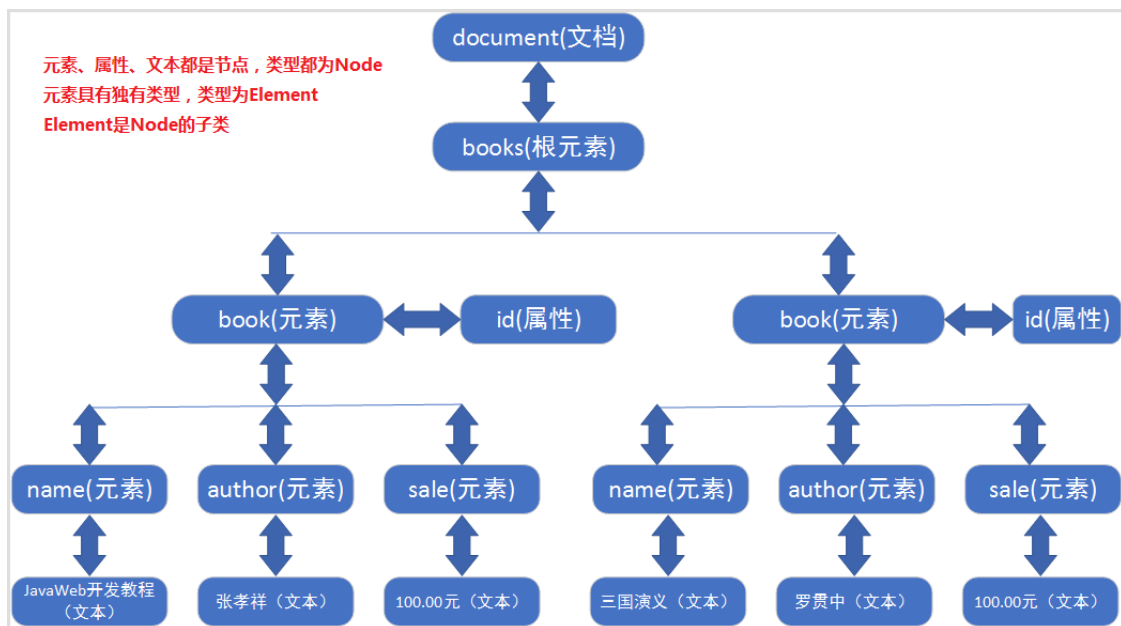 document(文档)
元素、属性、文本都是节点，类型都为Node
元素具有独有类型，类型为Element
Element是Node的子类
books(根元素)
book(元素)
id(属性)
book(元素)
id(属性)
name(元素)
author(元素)
sale(元素)
name(元素)
author(元素)
sale(元素)
JavaWeb开发教程
（文本）
张孝祥（文本）
100.00元（文本）
三国演义（文本）
罗贯中（文本）
100.00元（文本）